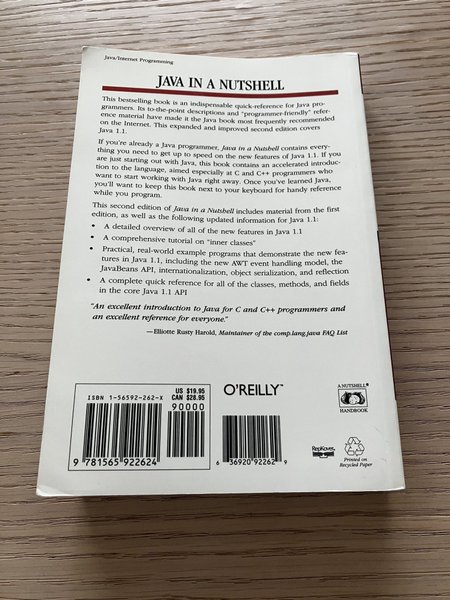 Java/Internet Programming
JAVA IN A NUTSHELL
This bestselling book is an indispensable quick-reference for Java pro-
grammers. Its to-the-point descriptions and "programmer-friendly" refer-
ence material have made it the Java book most frequently recommended
on the Internet. This expanded and improved second edition covers
Java 1.1.
If you're already a Java programmer, Java in a Nutshell contains every-
thing you need to get up to speed on the new features of Java 1.1. If you
are just starting out with Java, this book contains an accelerated introduc-
tion to the language, aimed especially at C and C++ programmers who
want to start working with Java right away. Once you've learned Java,
you'll want to keep this book next to your keyboard for handy reference
while you program.
This second edition of Java in a Nutshell includes material from the first
edition, as well as the following updated information for Java 1.1:
• A detailed overview of all of the new features in Java 1.1
• A comprehensive tutorial on "inner classes"
• Practical, real-world example programs that demonstrate the new fea-
tures in Java 1.1, including the new AWT event handling model, the
JavaBeans API, internationalization, object serialization, and reflection
• A complete quick reference for all of the classes, methods, and fields
in the core Java 1.1 API
"An excellent introduction to Java for C and C++ programmers and
an excellent reference for everyone."
—Elliotte Rusty Harold, Maintainer of the comp.lang.java FAQ List
US $19.95
CAN $28.95
ISBN 1-56592-262-X
90000
9 781565 922624
O'REILLY™
6 36920 92262 9
A NUTSHELL®
HANDBOOK
RepKover
Printed on
Recycled Paper